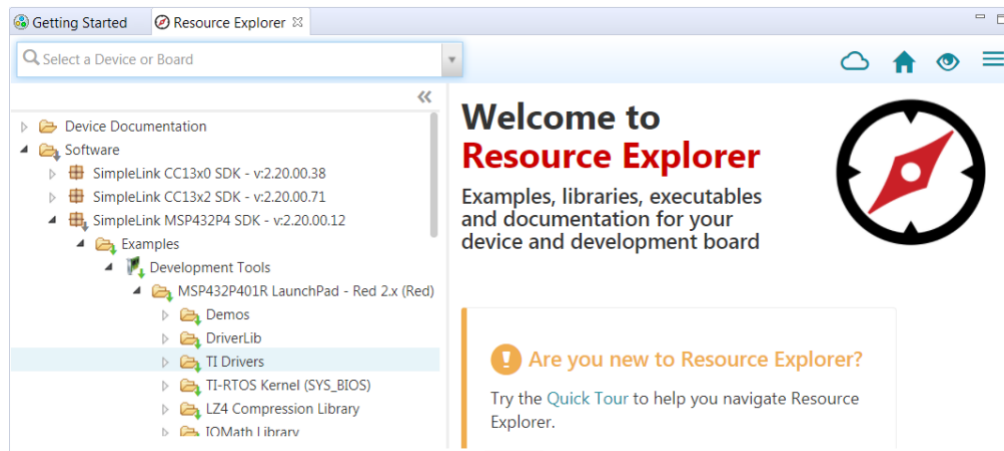 Getting Started
Resource Explorer
Select a Device or Board
Device Documentation
Software
SimpleLink CC13x0 SDK - v:2.20.00.38
SimpleLink CC13x2 SDK - v:2.20.00.71
SimpleLink MSP432P4 SDK - v:2.20.00.12
Examples
Development Tools
MSP432P401R LaunchPad - Red 2.x (Red)
Demos
DriverLib
TI Drivers
TI-RTOS Kernel (SYS_BIOS)
LZ4 Compression Library
IQMath Library
Welcome to
Resource Explorer
Examples, libraries, executables
and documentation for your
device and development board
Are you new to Resource Explorer?
Try the Quick Tour to help you navigate Resource
Explorer.